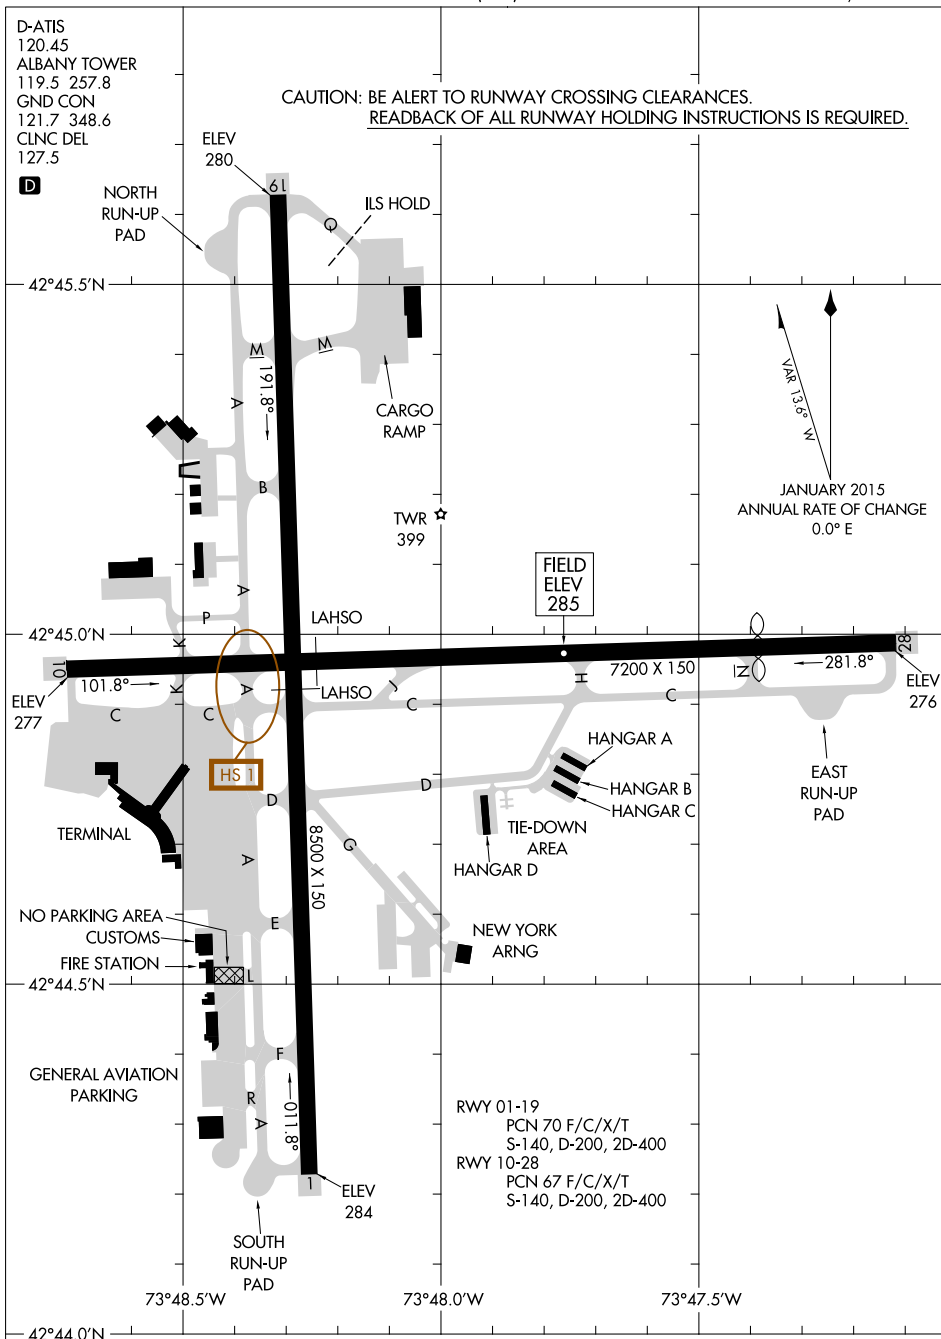 D-ATIS
120.45
ALBANY TOWER
119.5 257.8
GND CON
121.7 348.6
CLNC DEL
127.5
D
CAUTION: BE ALERT TO RUNWAY CROSSING CLEARANCES.
READBACK OF ALL RUNWAY HOLDING INSTRUCTIONS IS REQUIRED.
ELEV
280
19
NORTH
RUN-UP
PAD
ILS HOLD
Q
42°45.5'N
M
M
191.8°
A
CARGO
RAMP
VAR 13.6° W
JANUARY 2015
ANNUAL RATE OF CHANGE
0.0° E
B
TWR
399
FIELD
ELEV
285
A
P
K
LAHSO
42°45.0'N
10
28
101.8°
K
A
LAHSO
J
H
7200 X 150
N
281.8°
ELEV
277
ELEV
276
C
C
C
C
HS 1
HANGAR A
HANGAR B
HANGAR C
EAST
RUN-UP
PAD
D
D
TERMINAL
A
8500 X 150
Q
TIE-DOWN
AREA
HANGAR D
NO PARKING AREA
CUSTOMS
FIRE STATION
E
L
NEW YORK
ARNG
42°44.5'N
F
GENERAL AVIATION
PARKING
R
A
011.8°
1
RWY 01-19
PCN 70 F/C/X/T
S-140, D-200, 2D-400
RWY 10-28
PCN 67 F/C/X/T
S-140, D-200, 2D-400
ELEV
284
SOUTH
RUN-UP
PAD
73°48.5'W
73°48.0'W
73°47.5'W
42°44.0'N